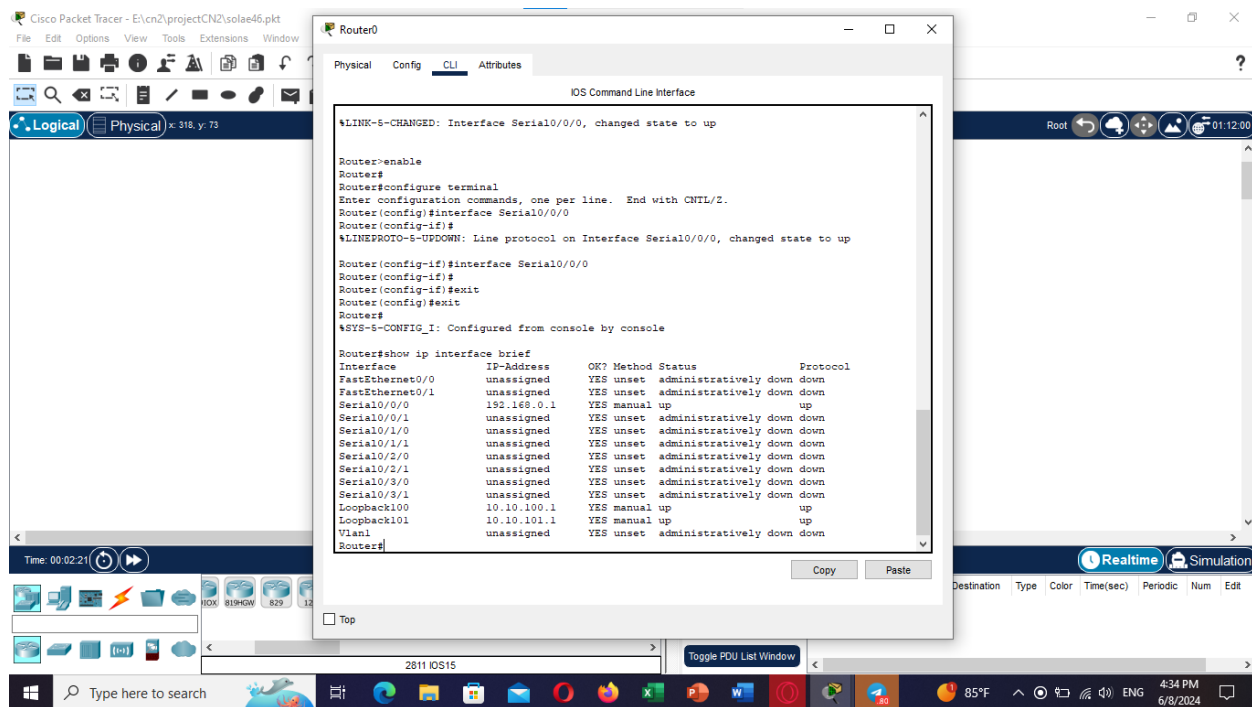 Cisco Packet Tracer - E:\cn2\projectCN2\solae46.pkt
File Edit Options View Tools Extensions Window
Logical
Physical
x: 318, y: 73
Root
01:12:00
Router0
Physical Config CLI Attributes
IOS Command Line Interface
%LINK-5-CHANGED: Interface Serial0/0/0, changed state to up
Router>enable
Router#
Router#configure terminal
Enter configuration commands, one per line.  End with CNTL/Z.
Router(config)#interface Serial0/0/0
Router(config-if)#
%LINEPROTO-5-UPDOWN: Line protocol on Interface Serial0/0/0, changed state to up
Router(config-if)#interface Serial0/0/0
Router(config-if)#
Router(config-if)#exit
Router(config)#exit
Router#
%SYS-5-CONFIG_I: Configured from console by console
Router#show ip interface brief
Interface IP-Address OK? Method Status Protocol
FastEthernet0/0 unassigned YES unset administratively down down
FastEthernet0/1 unassigned YES unset administratively down down
Serial0/0/0 192.168.0.1 YES manual up up
Serial0/0/1 unassigned YES unset administratively down down
Serial0/1/0 unassigned YES unset administratively down down
Serial0/1/1 unassigned YES unset administratively down down
Serial0/2/0 unassigned YES unset administratively down down
Serial0/2/1 unassigned YES unset administratively down down
Serial0/3/0 unassigned YES unset administratively down down
Serial0/3/1 unassigned YES unset administratively down down
Loopback100 10.10.100.1 YES manual up up
Loopback101 10.10.101.1 YES manual up up
Vlan1 unassigned YES unset administratively down down
Router#
Copy Paste
Top
Time: 00:02:21
Realtime
Simulation
819HGW 829
Destination Type Color Time(sec) Periodic Num Edit
2811 IOS15
Toggle PDU List Window
Type here to search
85°F
ENG
4:34 PM
6/8/2024